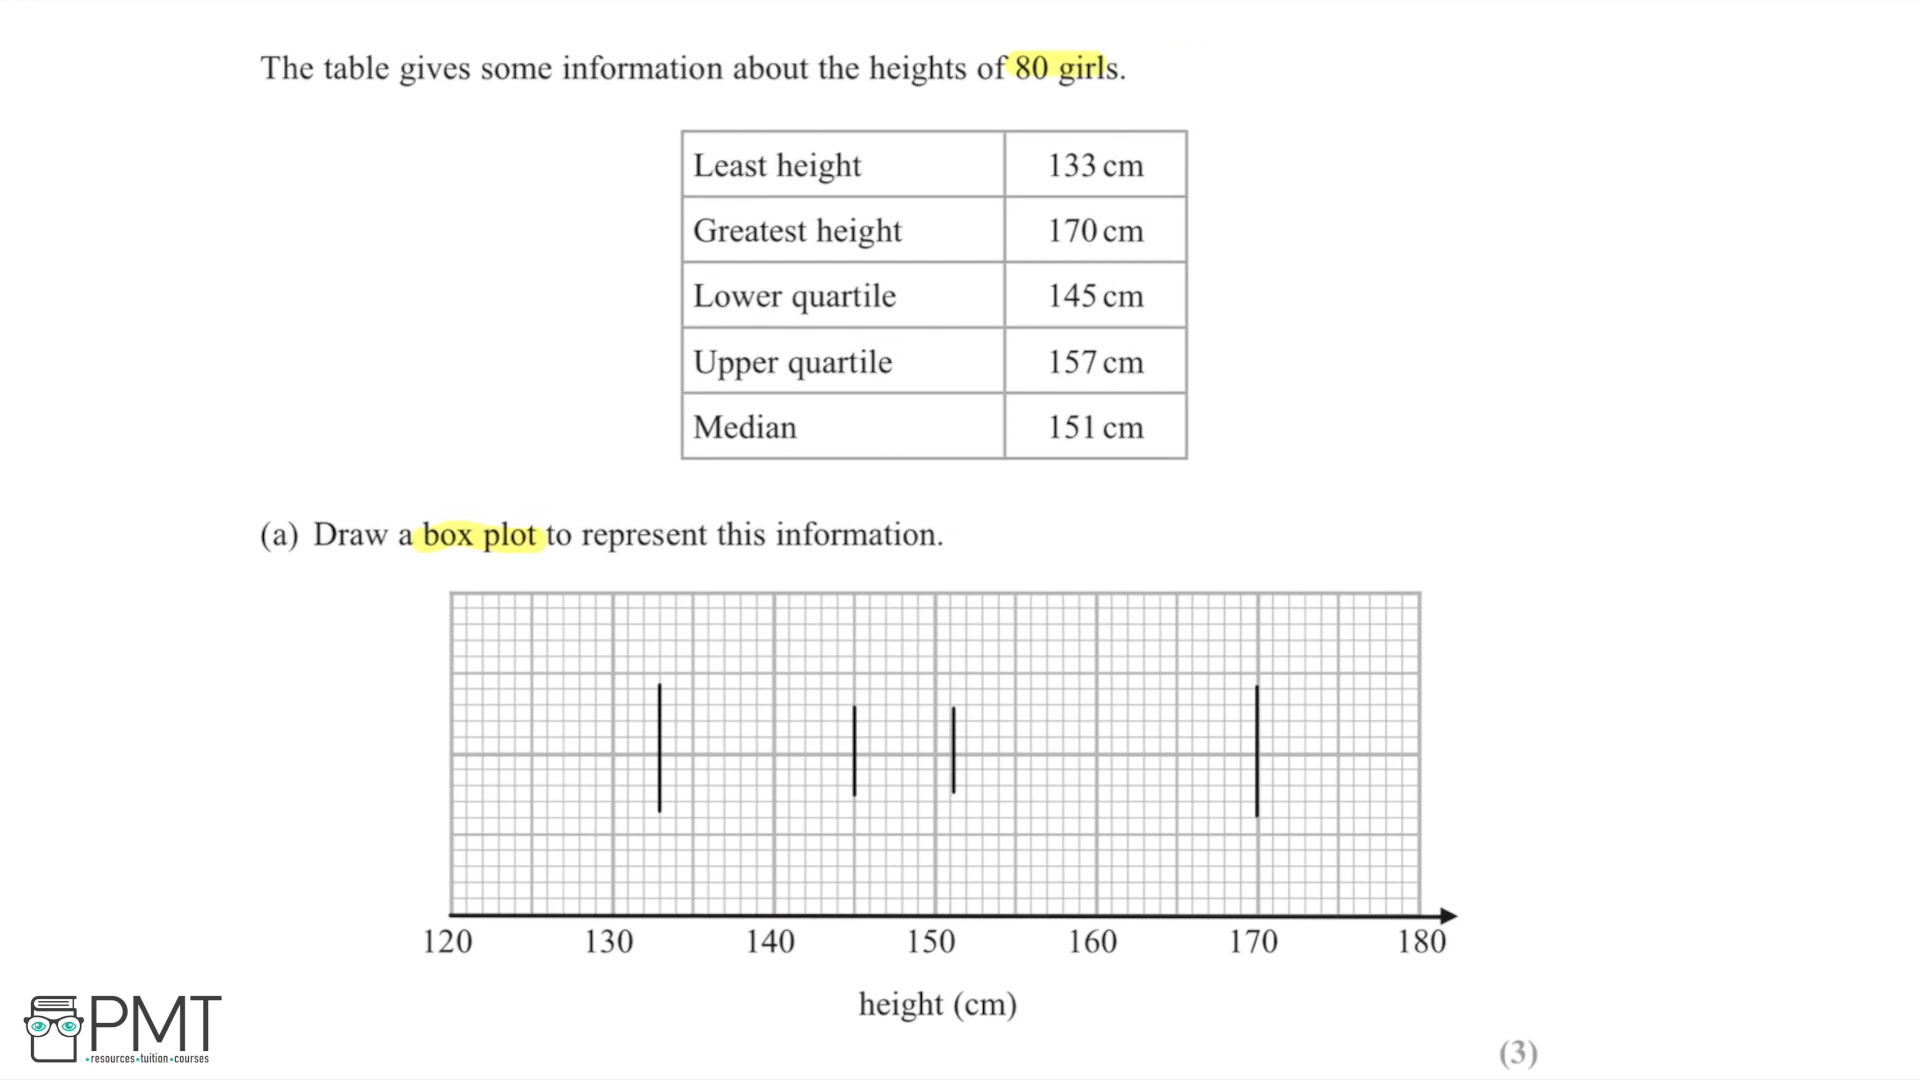 The table gives some information about the heights of 80 girls.
Least height 133 cm
Greatest height 170 cm
Lower quartile 145 cm
Upper quartile 157 cm
Median 151 cm
(a) Draw a box plot to represent this information.
120 130 140 150 160 170 180
height (cm)
PMT
•resources•tuition•courses
(3)